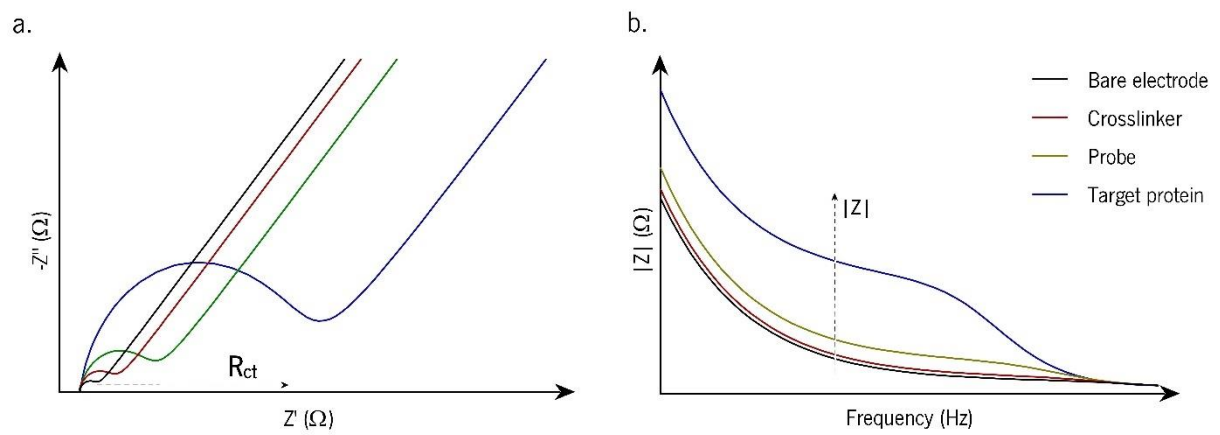 a.
-Z'' (Ω)
Rct
Z' (Ω)
b.
|Z| (Ω)
|Z|
Frequency (Hz)
Bare electrode
Crosslinker
Probe
Target protein